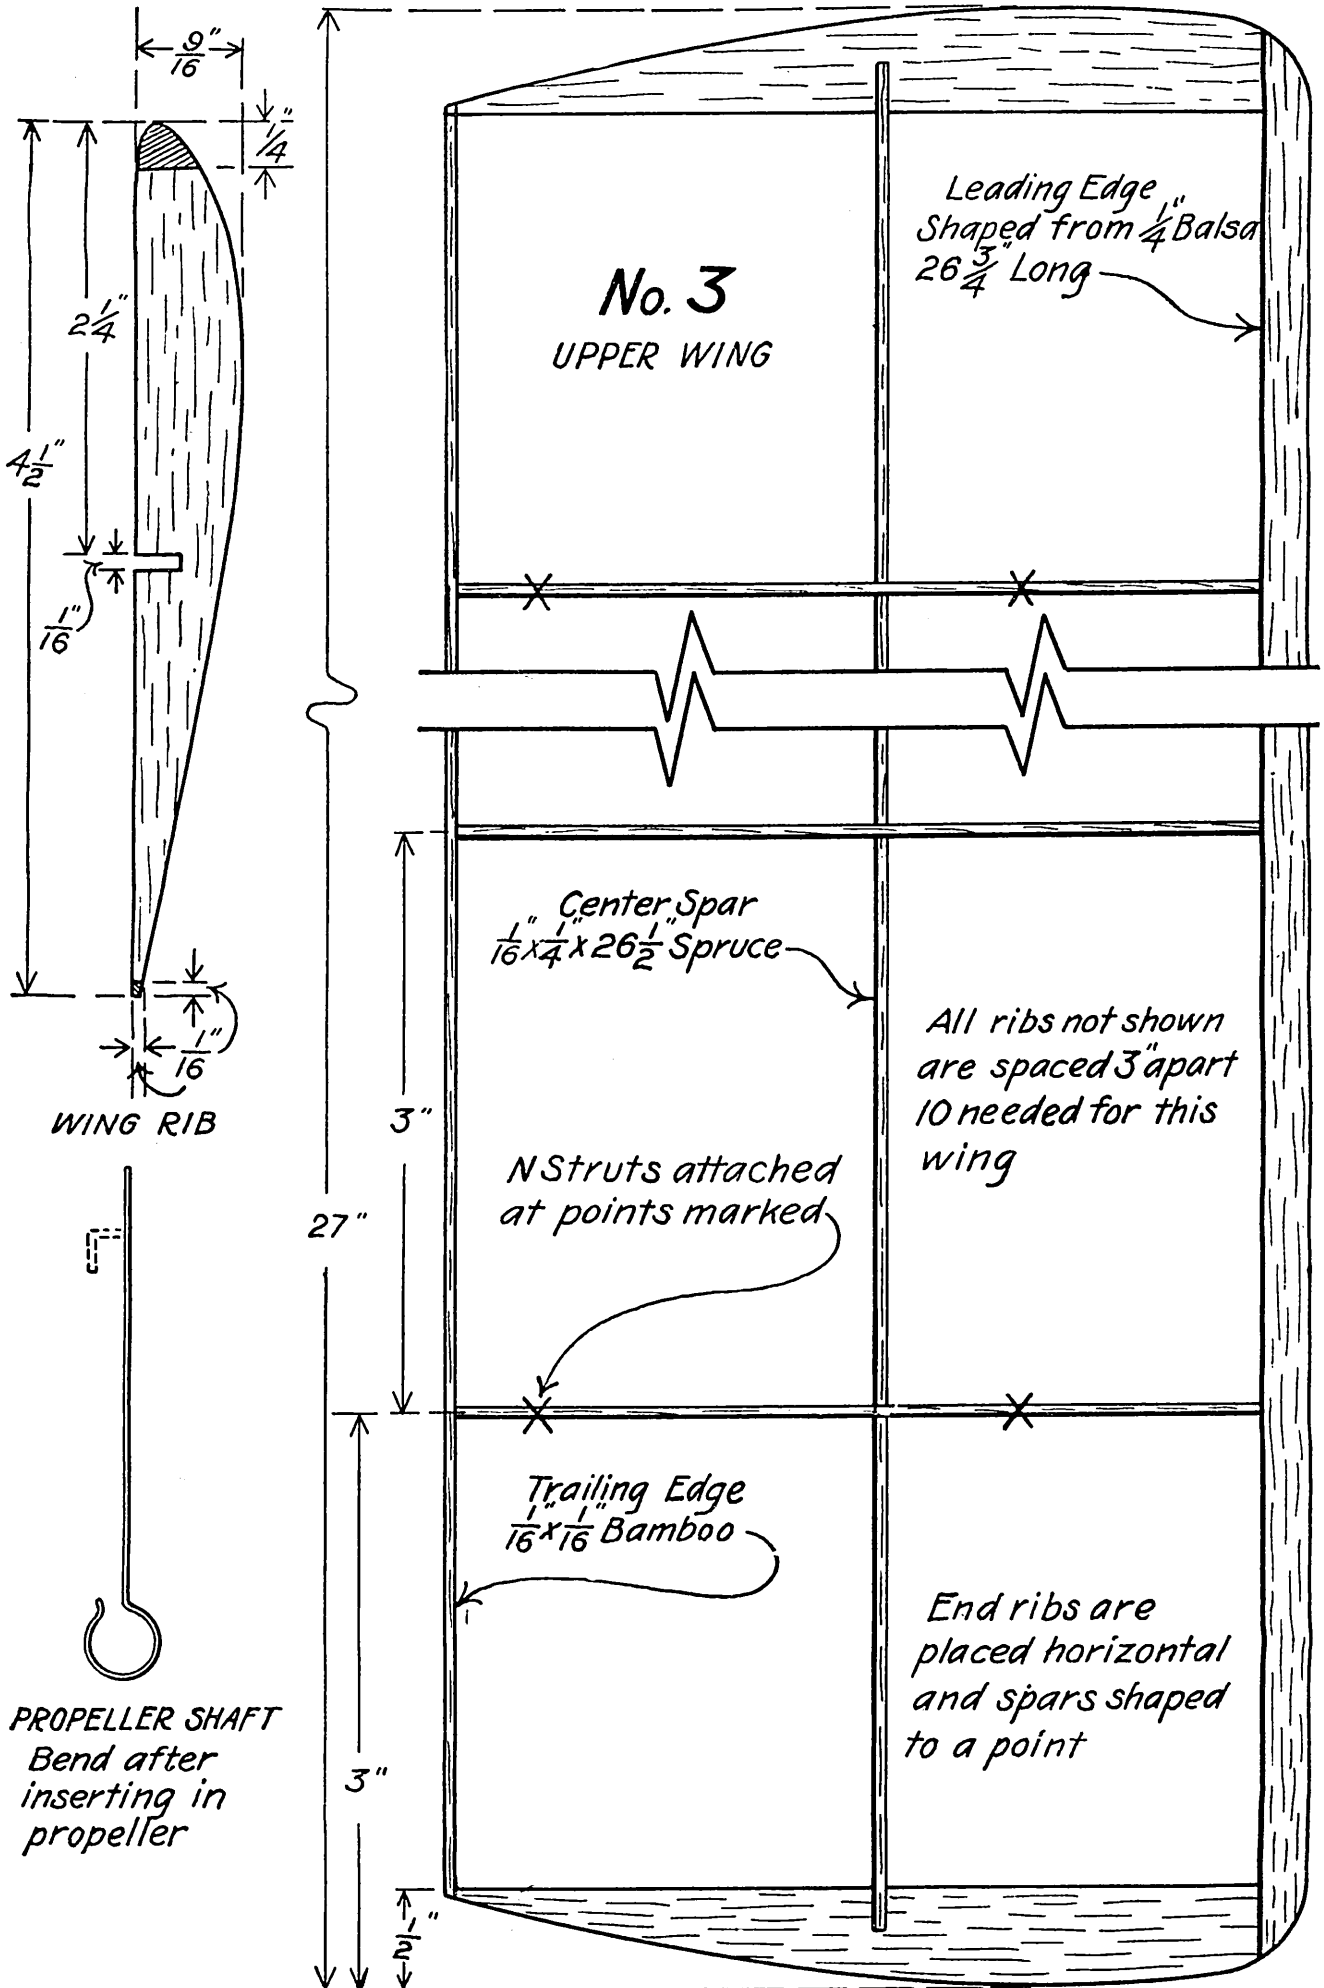 9/16"
1/4"
2 1/4"
4 1/2"
1/16"
1/16"
WING RIB
PROPELLER SHAFT
Bend after
inserting in
propeller
27"
3"
3"
1/2"
No. 3
UPPER WING
Leading Edge
Shaped from 1/4" Balsa
26 3/4" Long
Center Spar
1/16" x 1/4" x 26 1/2" Spruce
All ribs not shown
are spaced 3" apart
10 needed for this
wing
N Struts attached
at points marked
Trailing Edge
1/16" x 1/16" Bamboo
End ribs are
placed horizontal
and spars shaped
to a point